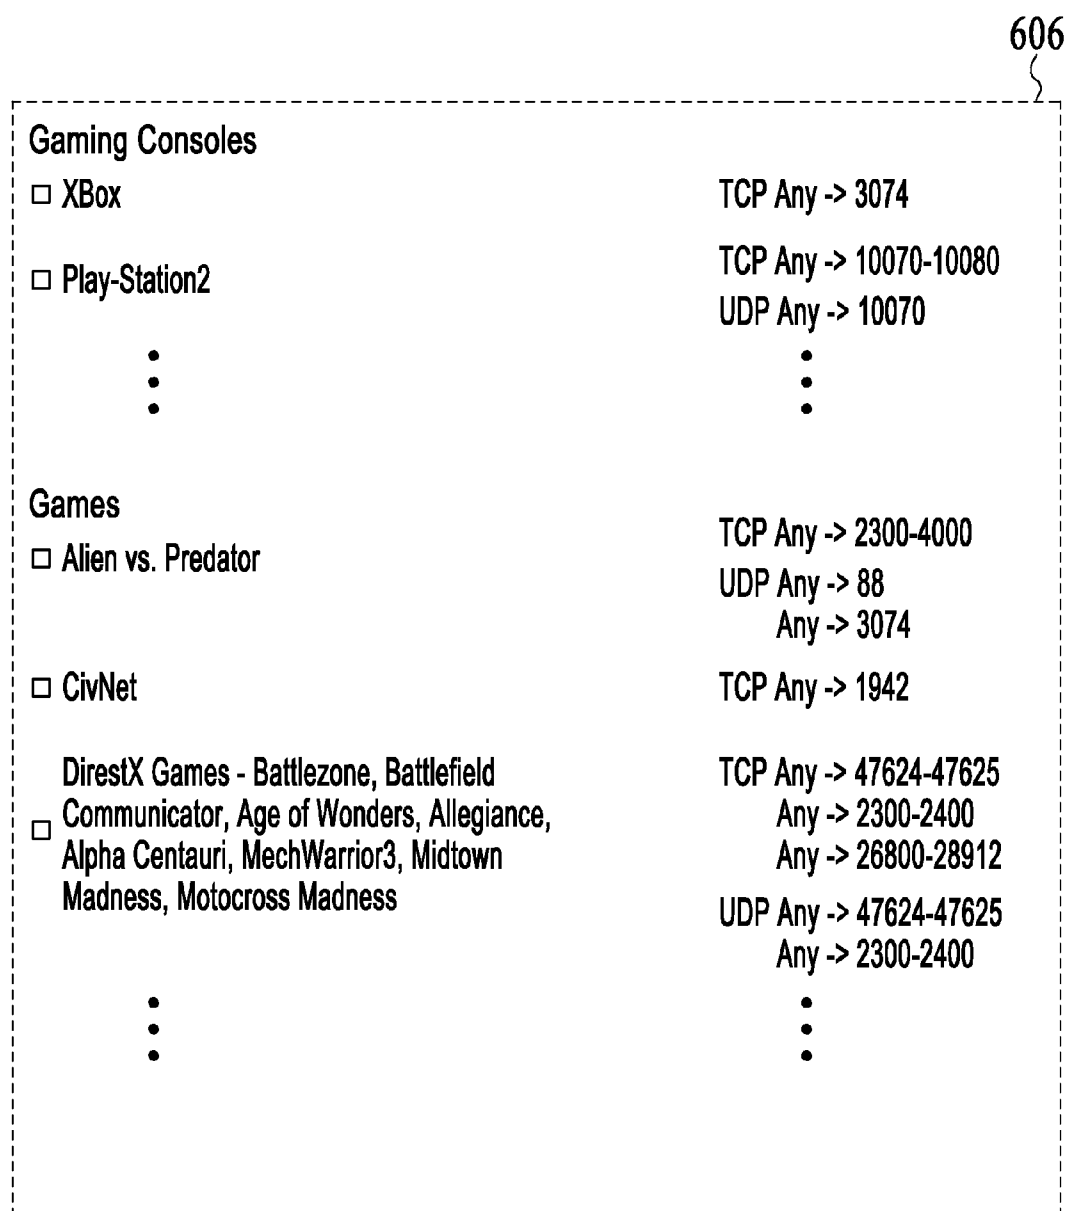 606
Gaming Consoles
XBox
TCP Any -> 3074
Play-Station2
TCP Any -> 10070-10080
UDP Any -> 10070
Games
Alien vs. Predator
TCP Any -> 2300-4000
UDP Any -> 88
Any -> 3074
CivNet
TCP Any -> 1942
DirestX Games - Battlezone, Battlefield
Communicator, Age of Wonders, Allegiance,
Alpha Centauri, MechWarrior3, Midtown
Madness, Motocross Madness
TCP Any -> 47624-47625
Any -> 2300-2400
Any -> 26800-28912
UDP Any -> 47624-47625
Any -> 2300-2400